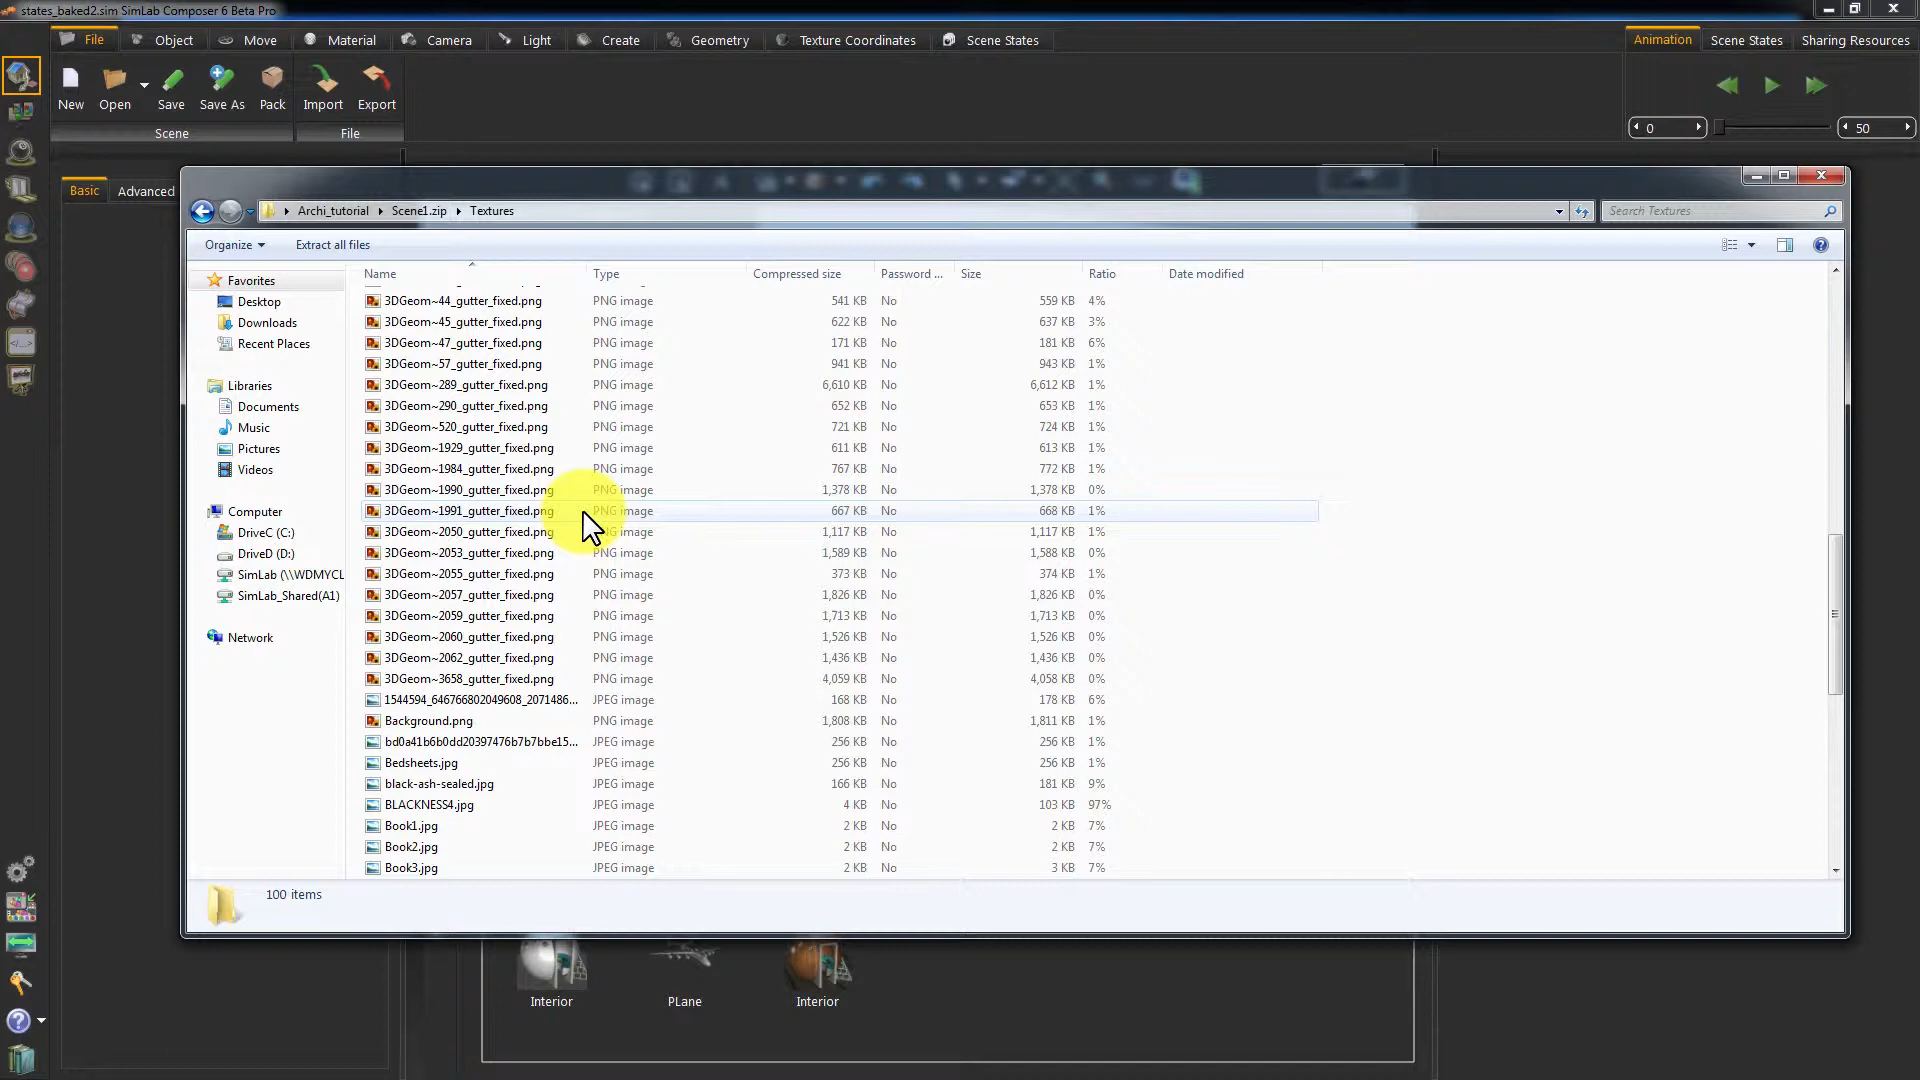 states_baked2.sim SimLab Composer 6 Beta Pro
File Object Move Material Camera Light Create Geometry Texture Coordinates Scene States
Animation Scene States Sharing Resources
New Open Save Save As Pack Import Export
Scene File
0 50
Basic Advanced
Archi_tutorial Scene1.zip Textures
Search Textures
Organize Extract all files
Name Type Compressed size Password ... Size Ratio Date modified
Favorites
Desktop
Downloads
Recent Places
Libraries
Documents
Music
Pictures
Videos
Computer
DriveC (C:)
DriveD (D:)
SimLab (\\WDMYCL
SimLab_Shared(A1)
Network
3DGeom~44_gutter_fixed.png PNG image 541 KB No 559 KB 4%
3DGeom~45_gutter_fixed.png PNG image 622 KB No 637 KB 3%
3DGeom~47_gutter_fixed.png PNG image 171 KB No 181 KB 6%
3DGeom~57_gutter_fixed.png PNG image 941 KB No 943 KB 1%
3DGeom~289_gutter_fixed.png PNG image 6,610 KB No 6,612 KB 1%
3DGeom~290_gutter_fixed.png PNG image 652 KB No 653 KB 1%
3DGeom~520_gutter_fixed.png PNG image 721 KB No 724 KB 1%
3DGeom~1929_gutter_fixed.png PNG image 611 KB No 613 KB 1%
3DGeom~1984_gutter_fixed.png PNG image 767 KB No 772 KB 1%
3DGeom~1990_gutter_fixed.png PNG image 1,378 KB No 1,378 KB 0%
3DGeom~1991_gutter_fixed.png PNG image 667 KB No 668 KB 1%
3DGeom~2050_gutter_fixed.png image 1,117 KB No 1,117 KB 0%
3DGeom~2053_gutter_fixed.png PNG image 1,589 KB No 1,588 KB 0%
3DGeom~2055_gutter_fixed.png PNG image 373 KB No 374 KB 1%
3DGeom~2057_gutter_fixed.png PNG image 1,826 KB No 1,826 KB 0%
3DGeom~2059_gutter_fixed.png PNG image 1,713 KB No 1,713 KB 0%
3DGeom~2060_gutter_fixed.png PNG image 1,526 KB No 1,526 KB 0%
3DGeom~2062_gutter_fixed.png PNG image 1,436 KB No 1,436 KB 0%
3DGeom~3658_gutter_fixed.png PNG image 4,059 KB No 4,058 KB 0%
1544594_646766802049608_2071486... JPEG image 168 KB No 178 KB 6%
Background.png PNG image 1,808 KB No 1,811 KB 1%
bd0a41b6b0dd20397476b7b7bbe15... JPEG image 256 KB No 256 KB 1%
Bedsheets.jpg JPEG image 256 KB No 256 KB 1%
black-ash-sealed.jpg JPEG image 166 KB No 181 KB 9%
BLACKNESS4.jpg JPEG image 4 KB No 103 KB 97%
Book1.jpg JPEG image 2 KB No 2 KB 7%
Book2.jpg JPEG image 2 KB No 2 KB 7%
Book3.jpg JPEG image 2 KB No 3 KB 7%
100 items
Interior PLane Interior